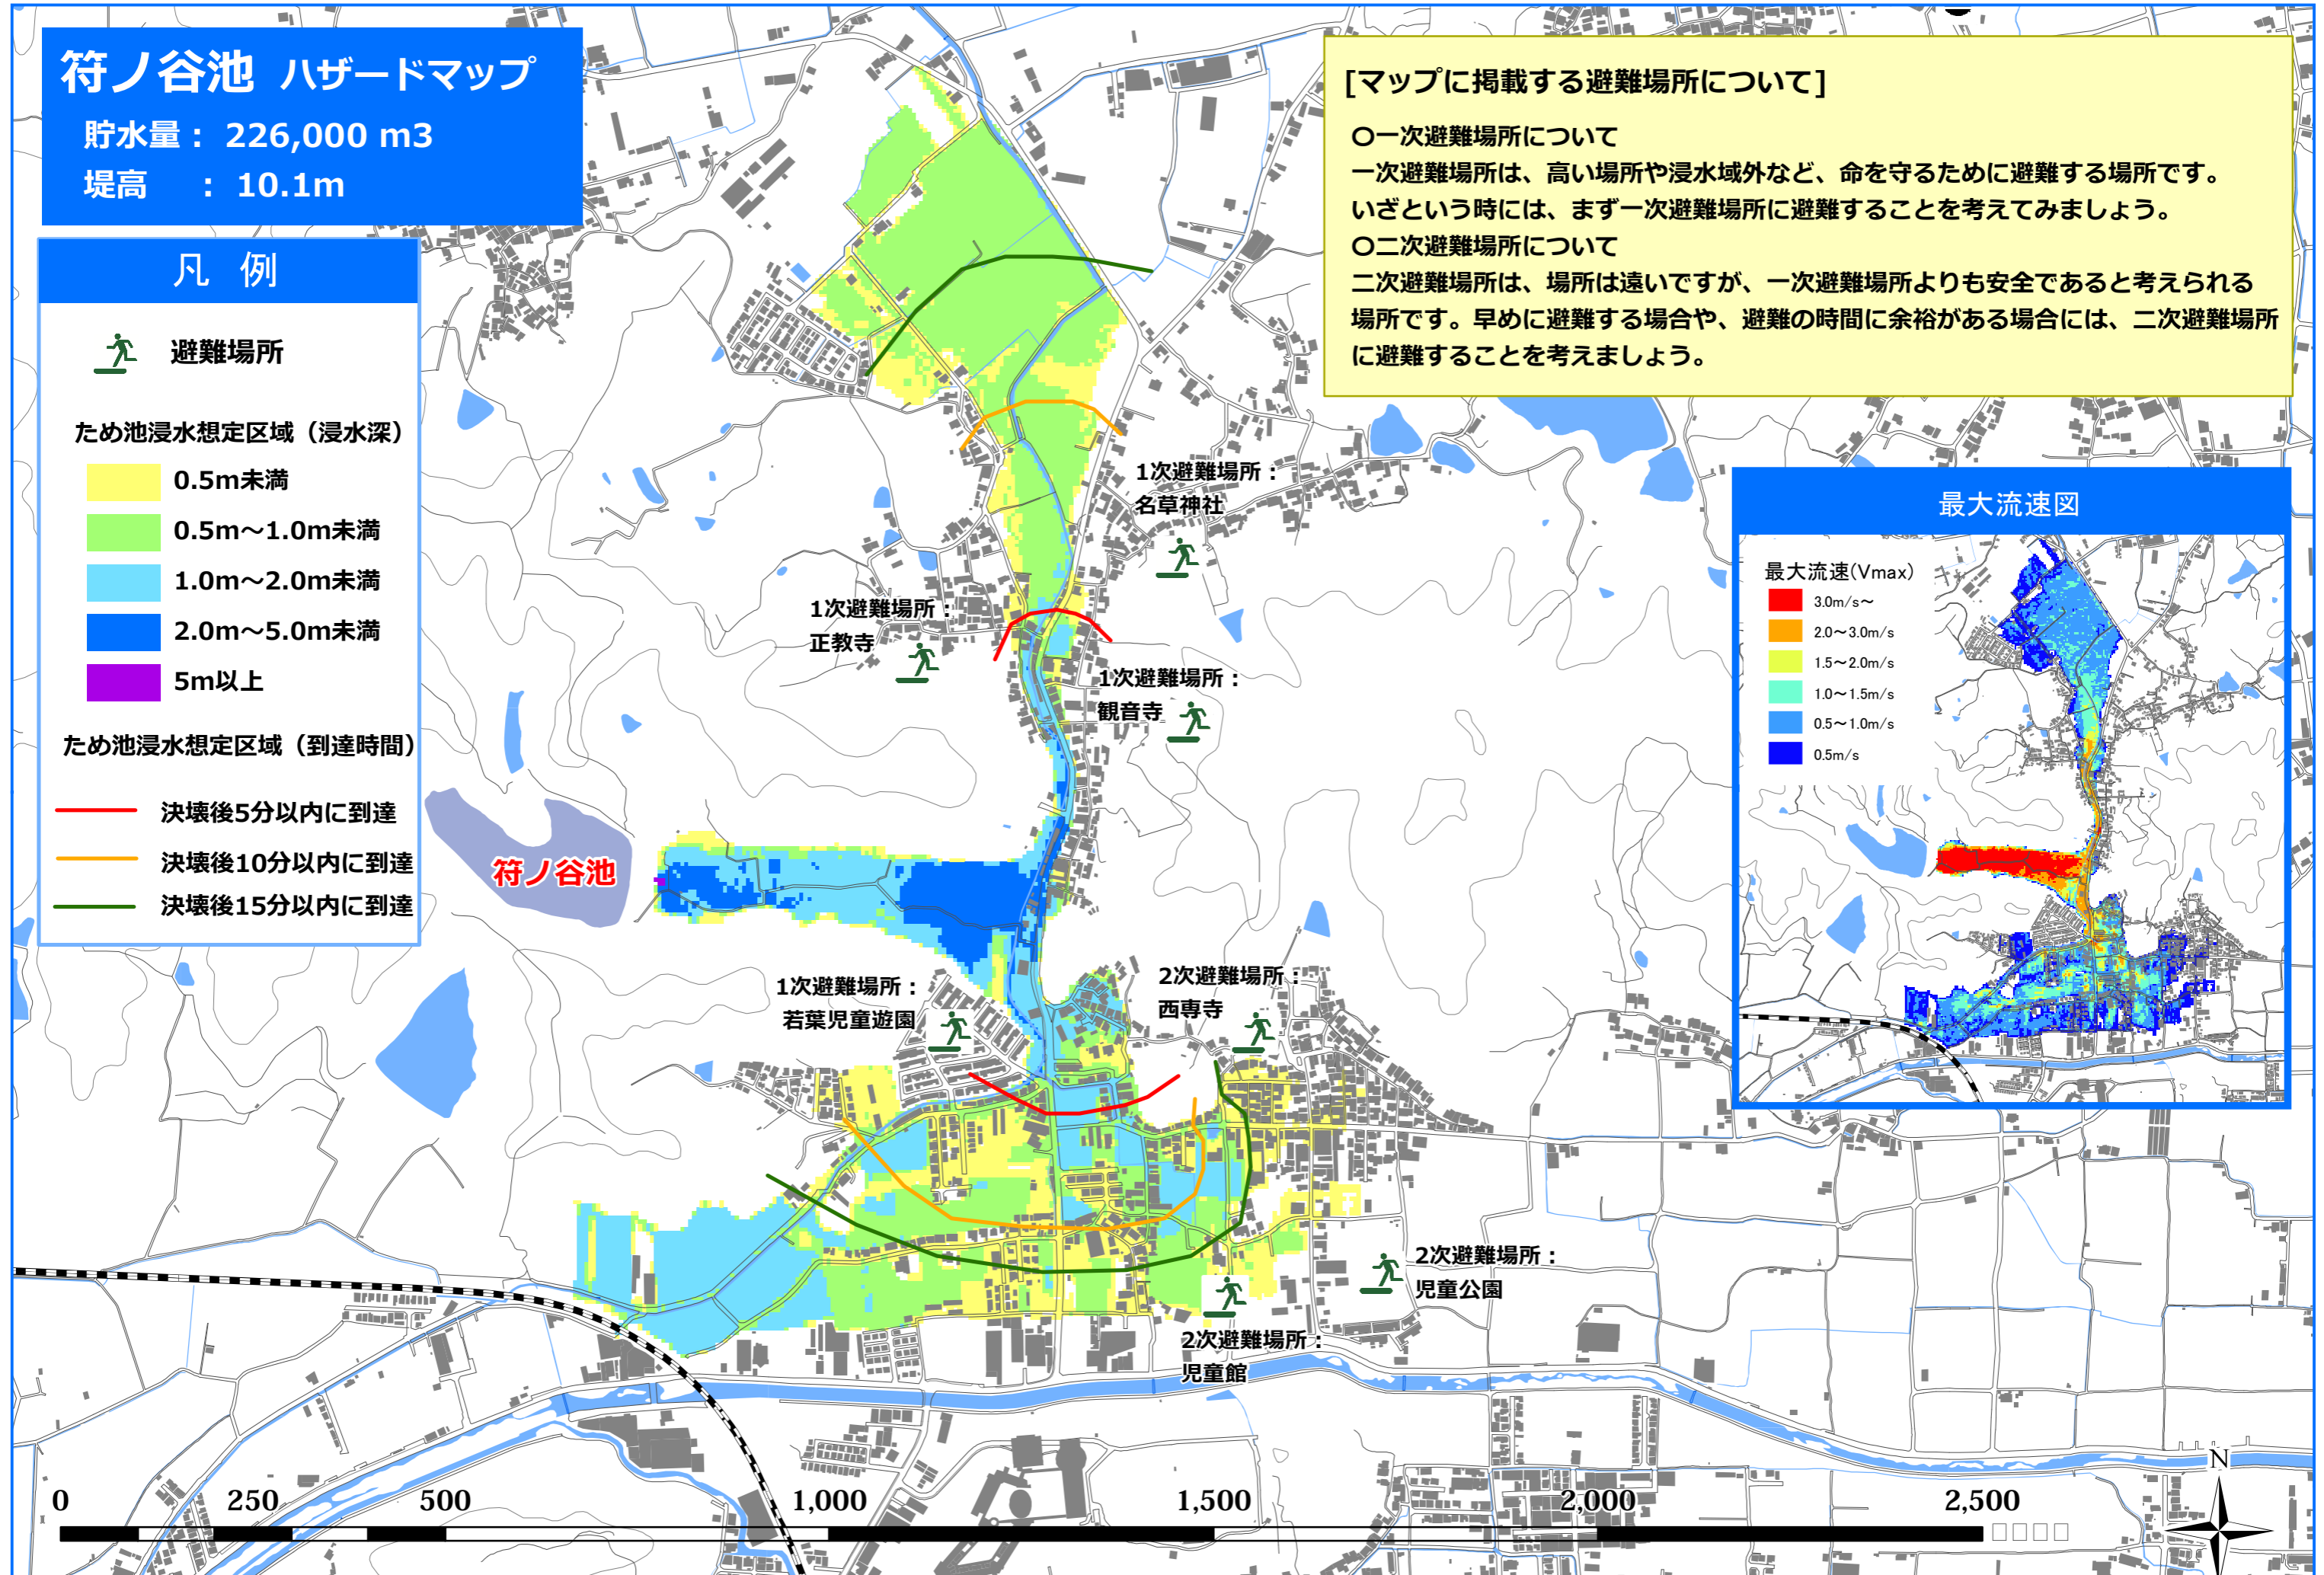 符ノ谷池 ハザードマップ
貯水量： 226,000 m3
堤高 ： 10.1m
[マップに掲載する避難場所について]
〇一次避難場所について
一次避難場所は、高い場所や浸水域外など、命を守るために避難する場所です。
いざという時には、まず一次避難場所に避難することを考えてみましょう。
〇二次避難場所について
二次避難場所は、場所は遠いですが、一次避難場所よりも安全であると考えられる
場所です。早めに避難する場合や、避難の時間に余裕がある場合には、二次避難場所
に避難することを考えましょう。
凡 例
避難場所
ため池浸水想定区域（浸水深）
0.5m未満
0.5m～1.0m未満
1.0m～2.0m未満
2.0m～5.0m未満
5m以上
ため池浸水想定区域（到達時間）
決壊後5分以内に到達
決壊後10分以内に到達
決壊後15分以内に到達
1次避難場所：
名草神社
1次避難場所：
正教寺
1次避難場所：
観音寺
符ノ谷池
1次避難場所：
若葉児童遊園
2次避難場所：
西専寺
2次避難場所：
児童公園
2次避難場所：
児童館
最大流速図
最大流速(Vmax)
3.0m/s～
2.0～3.0m/s
1.5～2.0m/s
1.0～1.5m/s
0.5～1.0m/s
0.5m/s
N
0 250 500 1,000 1,500 2,000 2,500